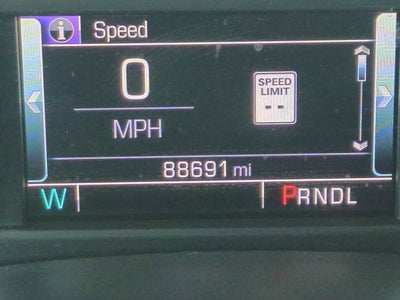 i Speed
0
MPH
SPEED
LIMIT
--
88691 mi
W PRNDL